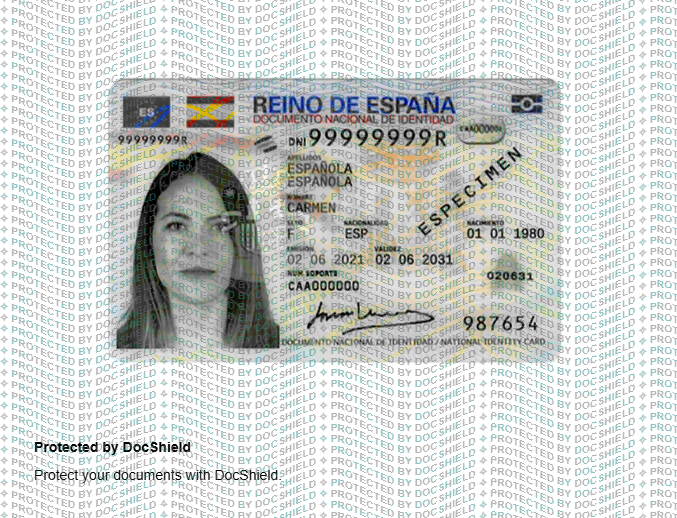 PROTECTED BY DOCSHIELD
ES
REINO DE ESPAÑA
DOCUMENTO NACIONAL DE IDENTIDAD
99999999R
DNI 99999999R
CAA000000
APELLIDOS
ESPAÑOLA
ESPAÑOLA
NOMBRE
CARMEN
ESPECIMEN
SEXO NACIONALIDAD NACIMIENTO
F ESP 01 01 1980
EMISIÓN VALIDEZ
02 06 2021 02 06 2031
NUM SOPORTE
CAA000000
020631
987654
DOCUMENTO NACIONAL DE IDENTIDAD / NATIONAL IDENTITY CARD
Protected by DocShield
Protect your documents with DocShield.